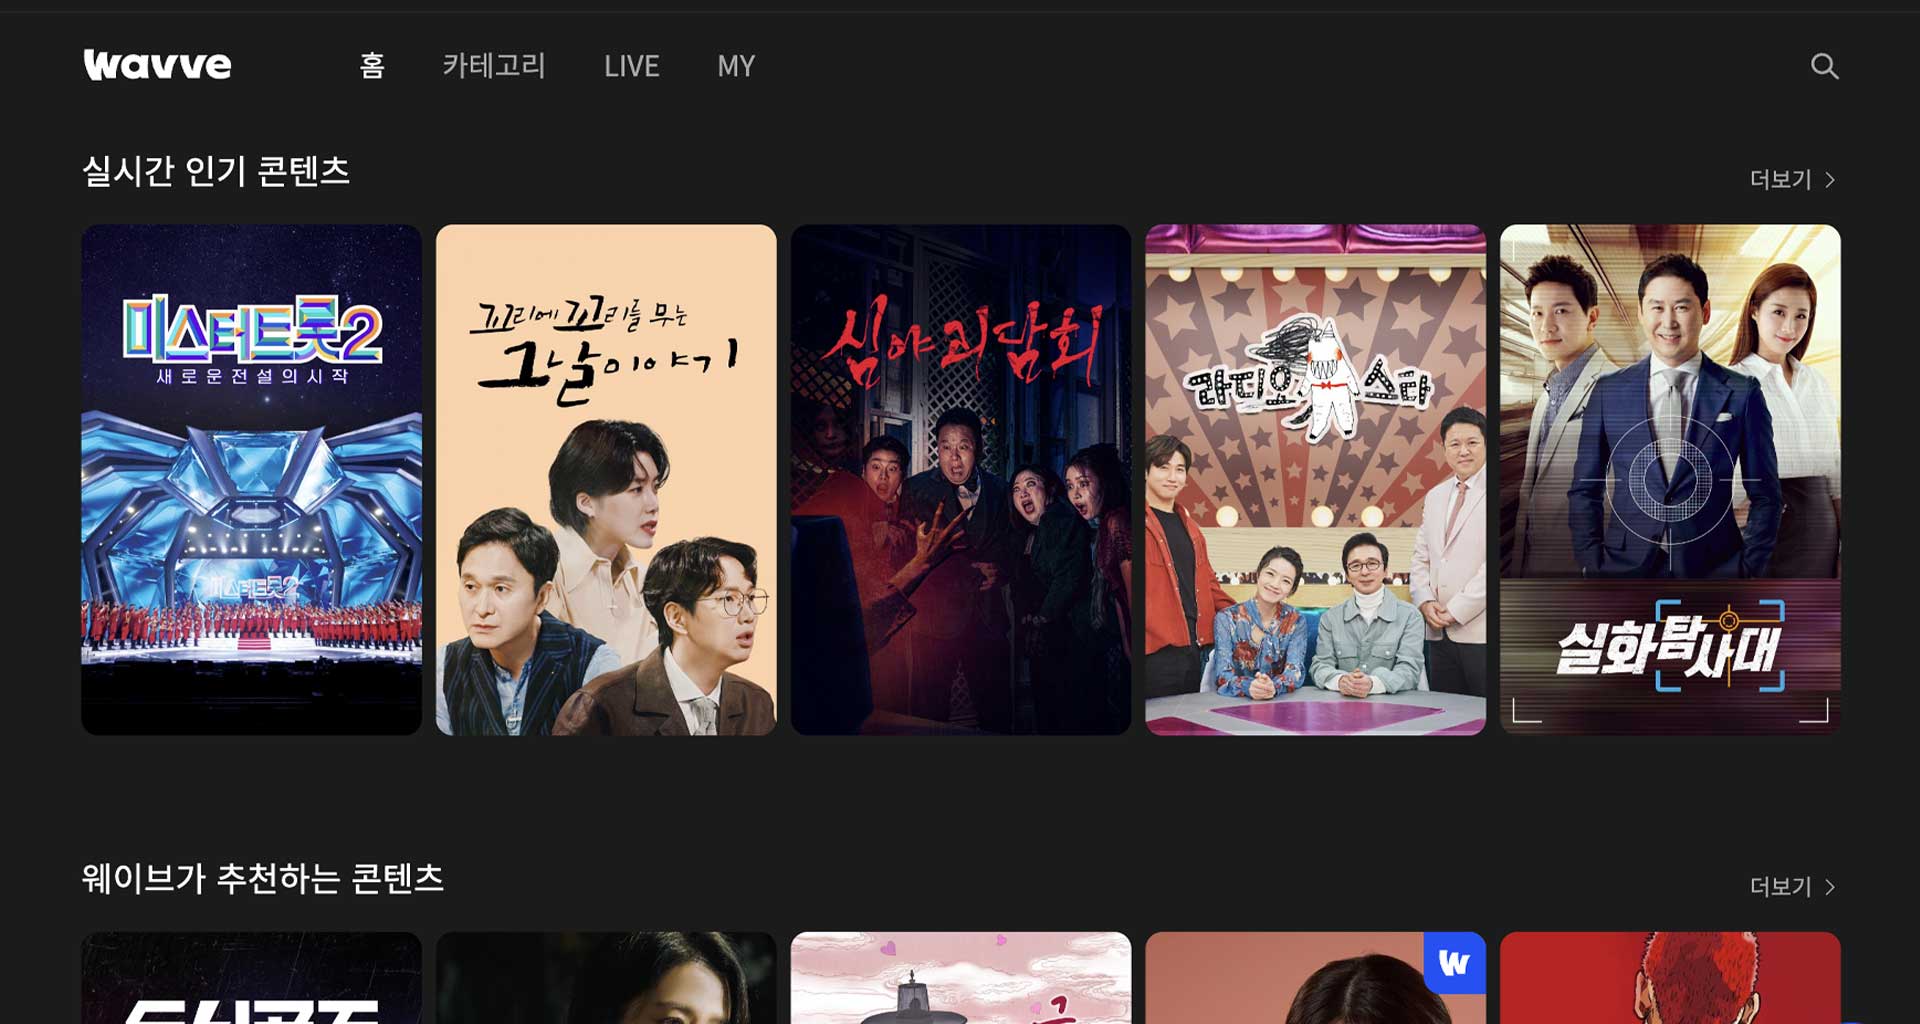 wavve
홈
카테고리
LIVE
MY
실시간 인기 콘텐츠
더보기
미스터트롯2
새로운전설의시작
미스터트롯2
꼬리에 꼬리를 무는
그날 이야기
심야괴담회
라디오스타
실화탐사대
웨이브가 추천하는 콘텐츠
더보기
W